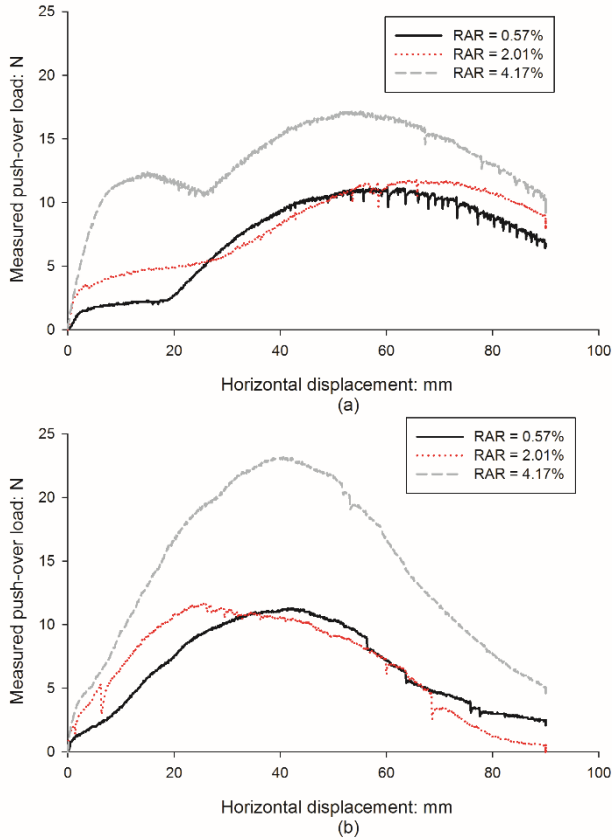 RAR = 0.57%
RAR = 2.01%
RAR = 4.17%
25
20
15
10
5
0
Measured push-over load: N
0 20 40 60 80 100
Horizontal displacement: mm
(a)
RAR = 0.57%
RAR = 2.01%
RAR = 4.17%
25
20
15
10
5
0
Measured push-over load: N
0 20 40 60 80 100
Horizontal displacement: mm
(b)